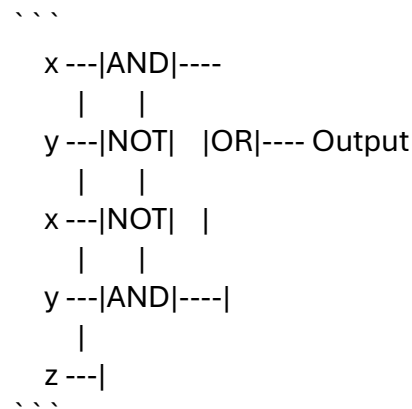 ```
x ---|AND|----
|      |
y ---|NOT|   |OR|---- Output
|      |
x ---|NOT|   |
|      |
y ---|AND|----|
|
z ---|
```